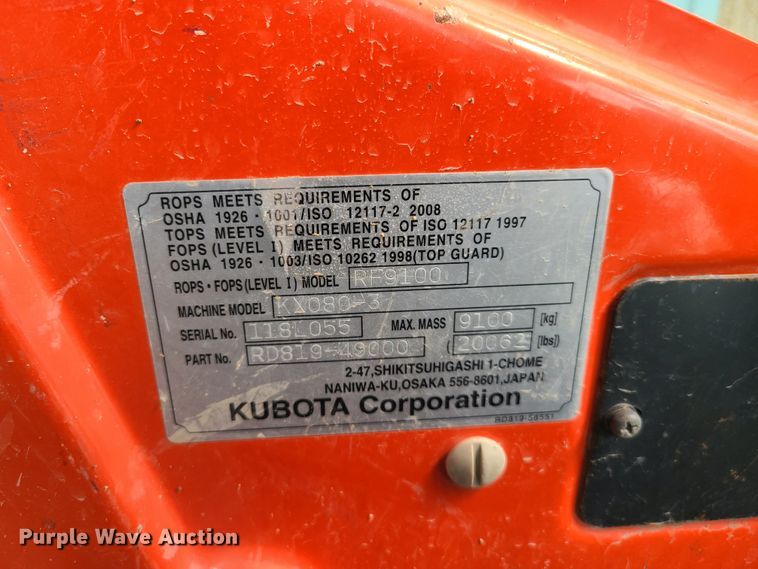 ROPS MEETS REQUIREMENTS OF
OSHA 1926 · 1001/ISO 12117-2 2008
TOPS MEETS REQUIREMENTS OF ISO 12117 1997
FOPS (LEVEL I) MEETS REQUIREMENTS OF
OSHA 1926 · 1003/ISO 10262 1998(TOP GUARD)
ROPS · FOPS(LEVEL I) MODEL RF9100
MACHINE MODEL KX080-3
SERIAL No. MAX. MASS 9100 [kg]
PART No. RD819-49000 (20062 [lbs)
2-47,SHIKITSUHIGASHI 1-CHOME
NANIWA-KU,OSAKA 556-8601,JAPAN
KUBOTA Corporation
RD819-58551
Purple Wave Auction